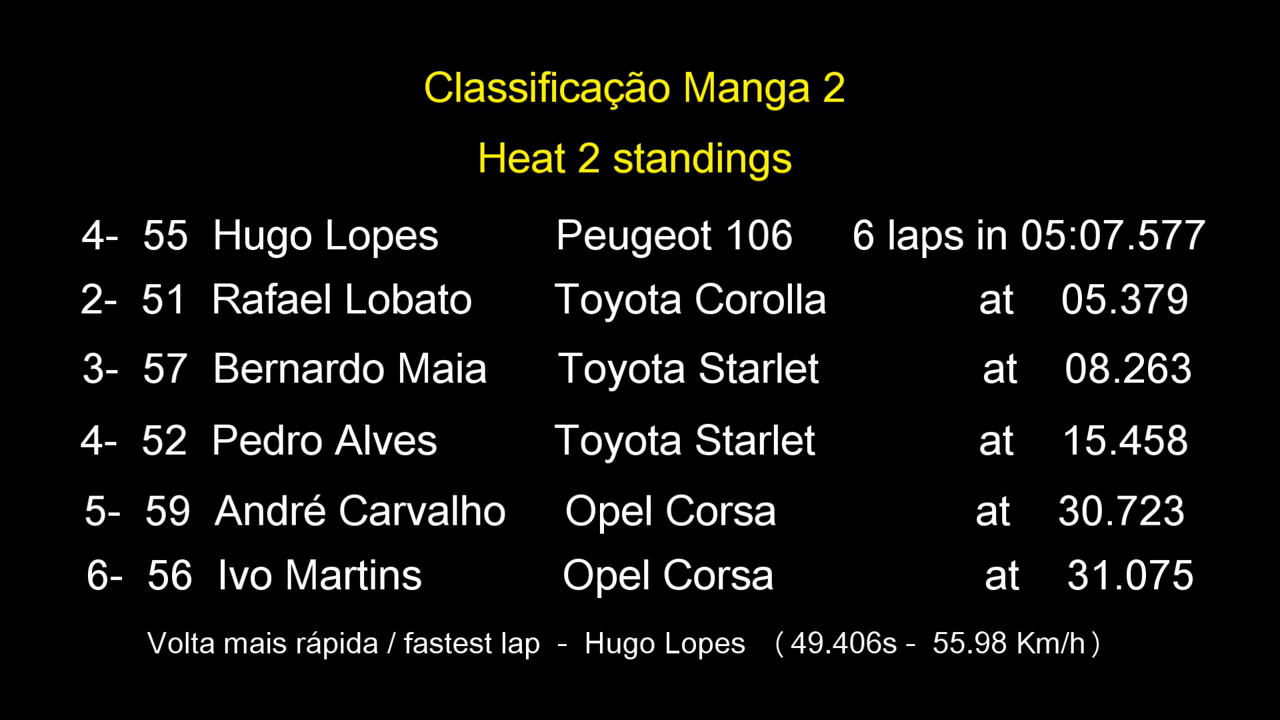 Classificação Manga 2
Heat 2 standings
4- 55 Hugo Lopes Peugeot 106 6 laps in 05:07.577
2- 51 Rafael Lobato Toyota Corolla at 05.379
3- 57 Bernardo Maia Toyota Starlet at 08.263
4- 52 Pedro Alves Toyota Starlet at 15.458
5- 59 André Carvalho Opel Corsa at 30.723
6- 56 Ivo Martins Opel Corsa at 31.075
Volta mais rápida / fastest lap - Hugo Lopes ( 49.406s - 55.98 Km/h )